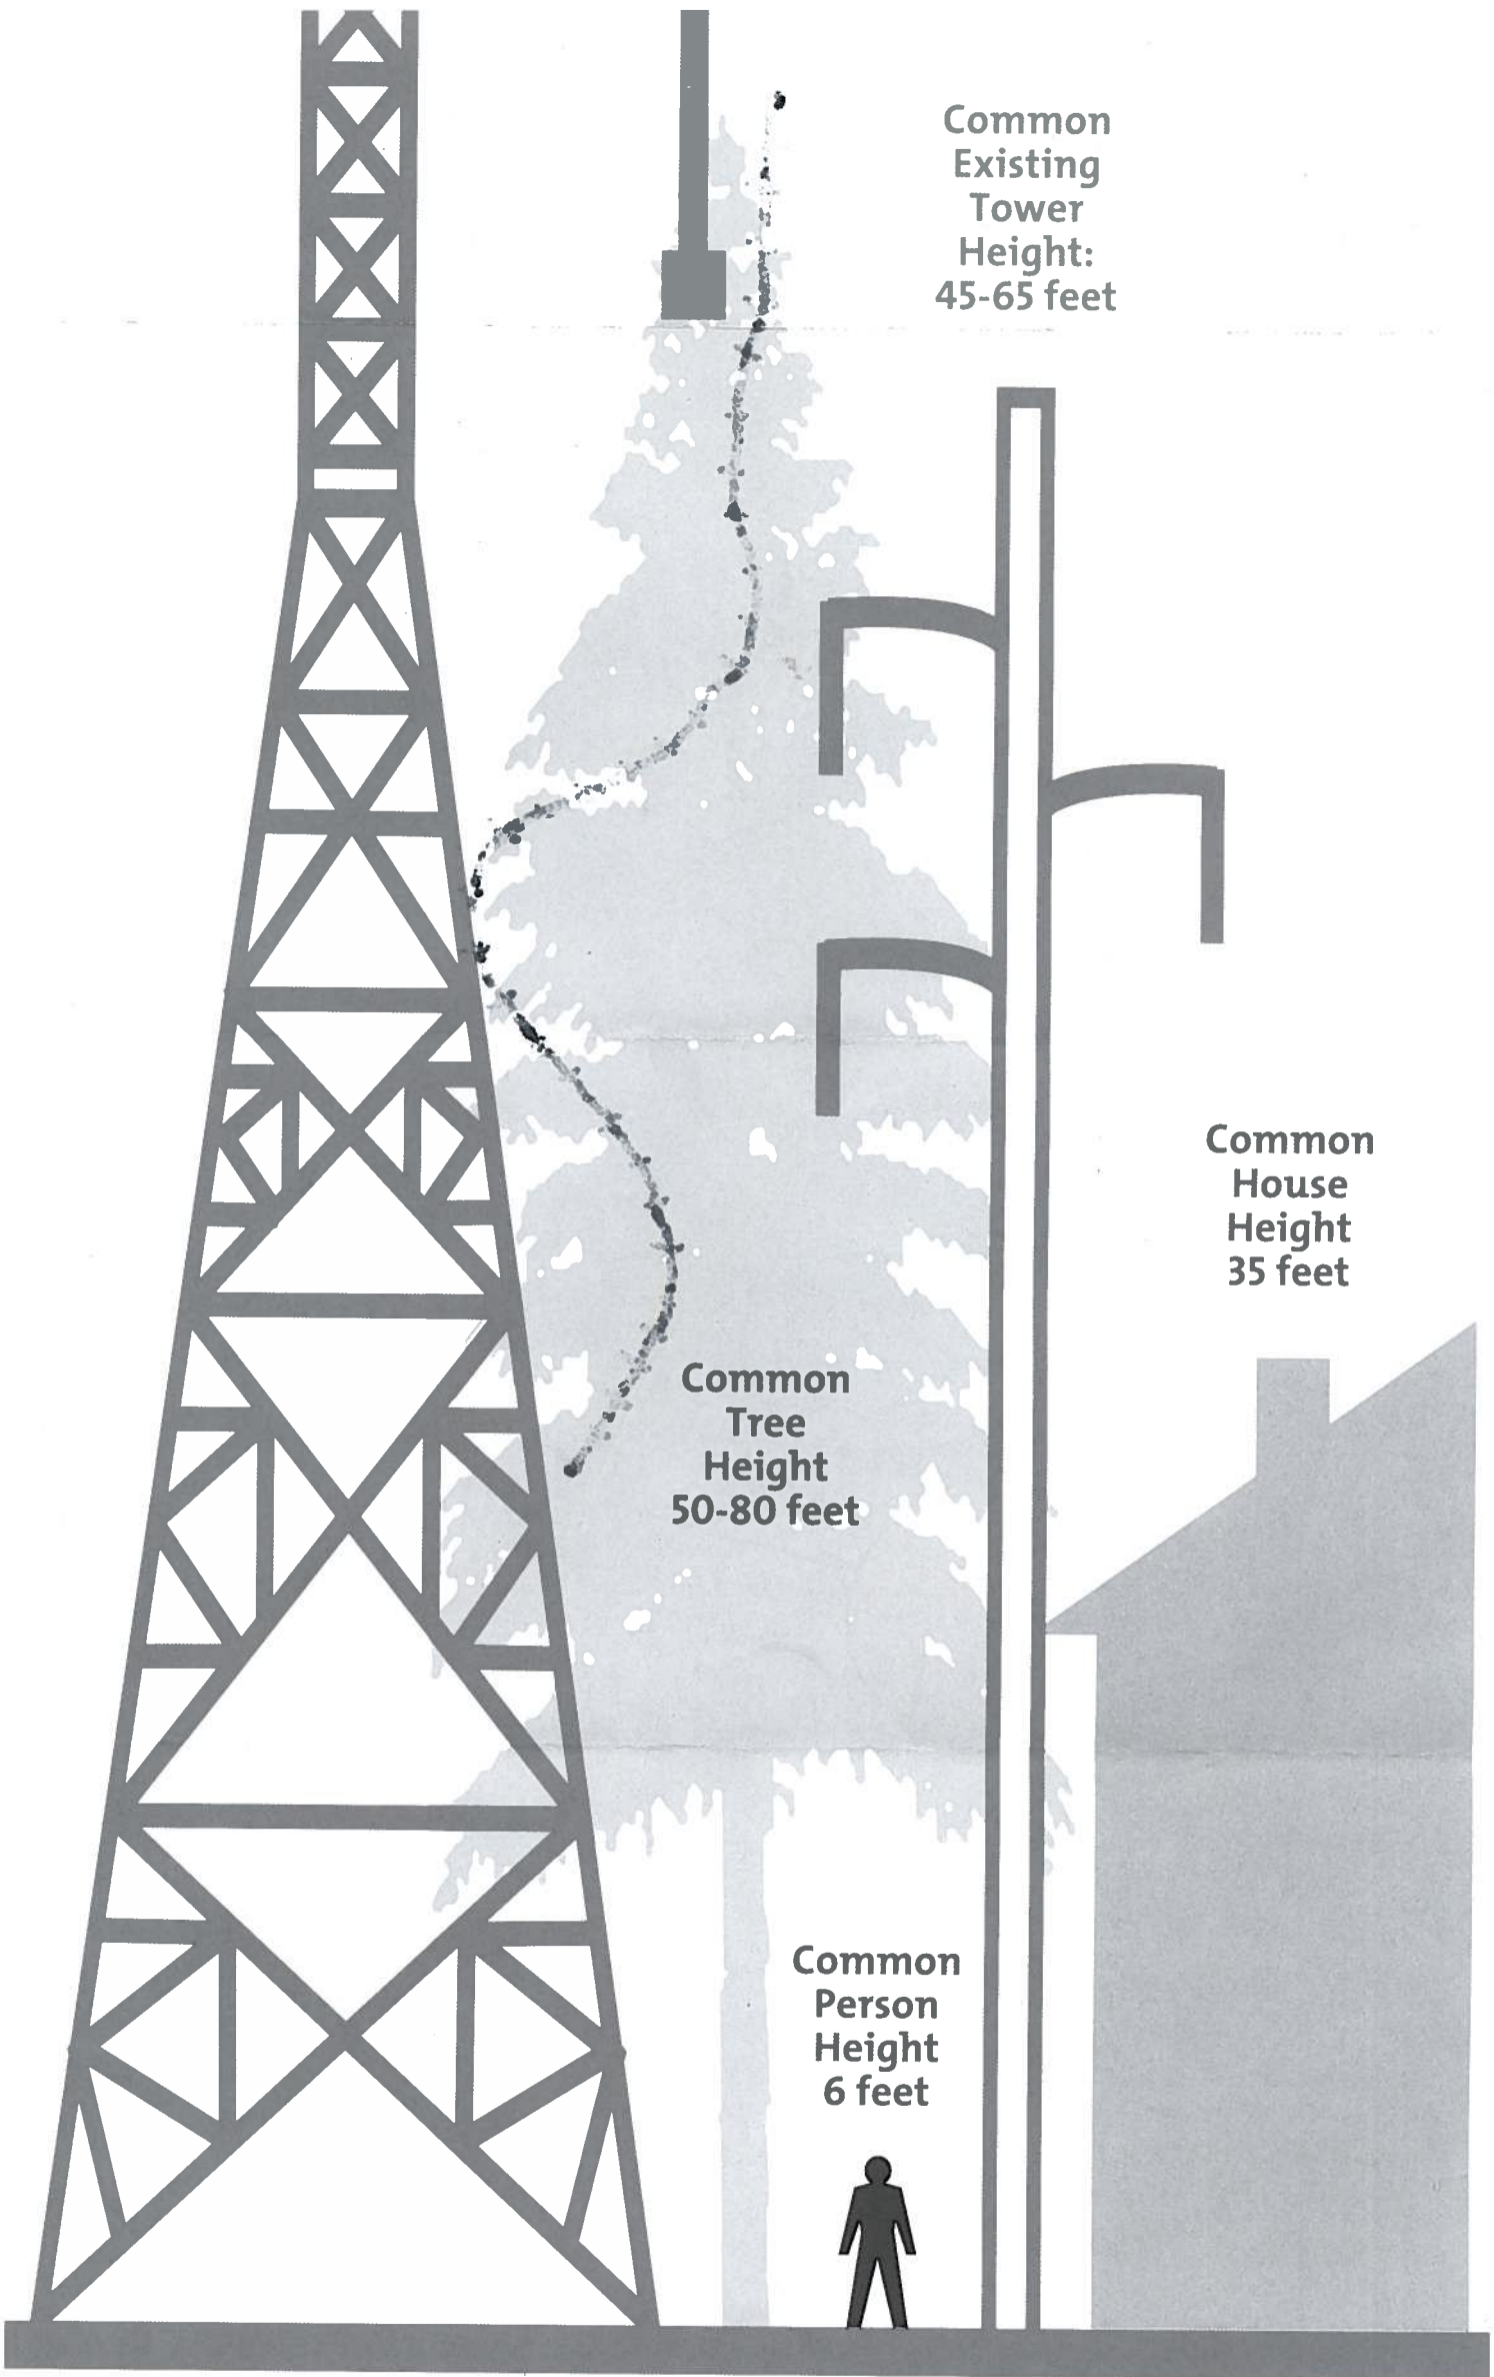 Common
Existing
Tower
Height:
45-65 feet
Common
House
Height
35 feet
Common
Tree
Height
50-80 feet
Common
Person
Height
6 feet